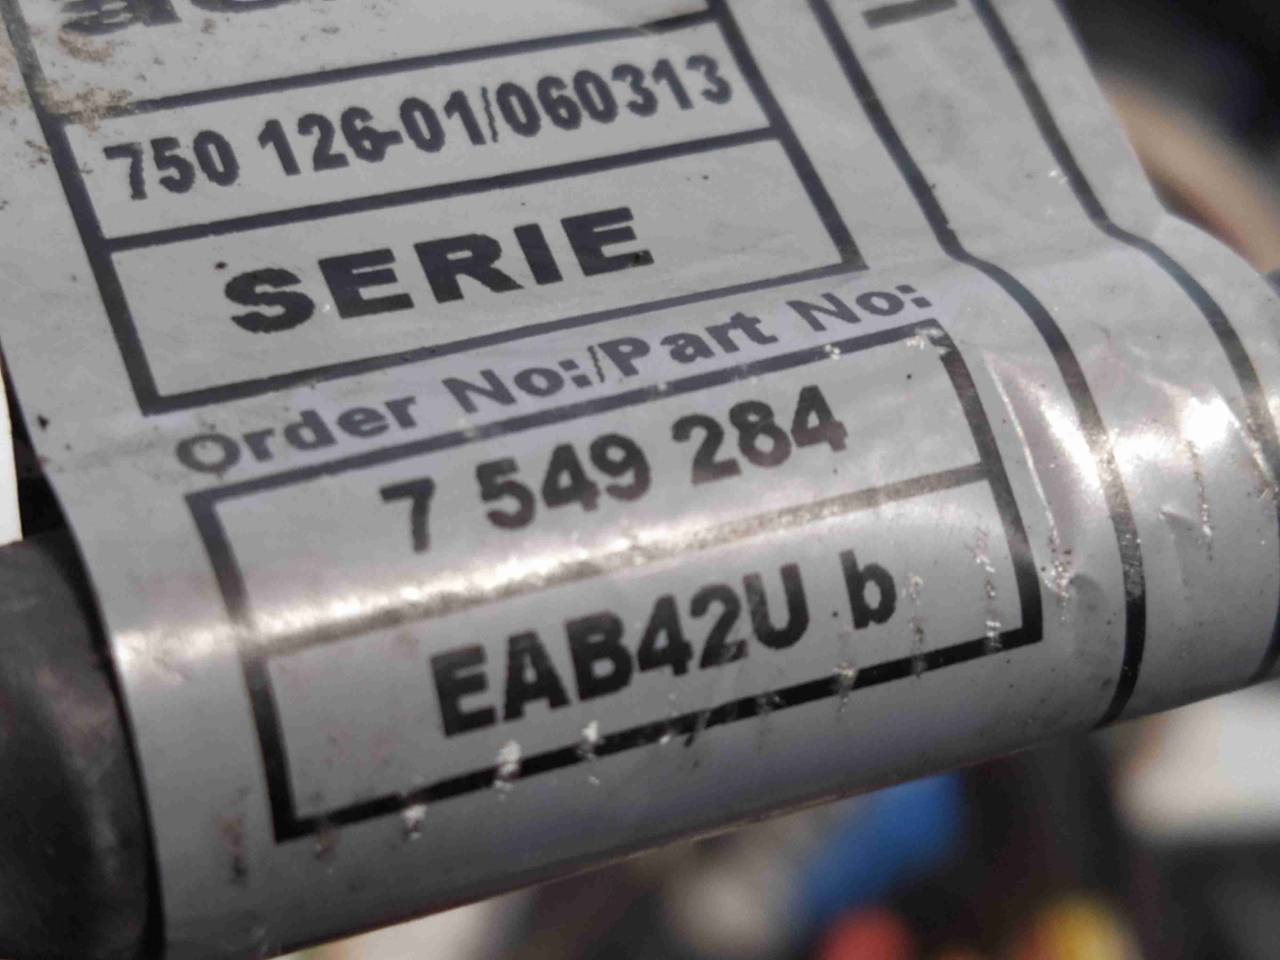 750 126-01/060313
SERIE
Order No:/Part No:
7 549 284
EAB42U b